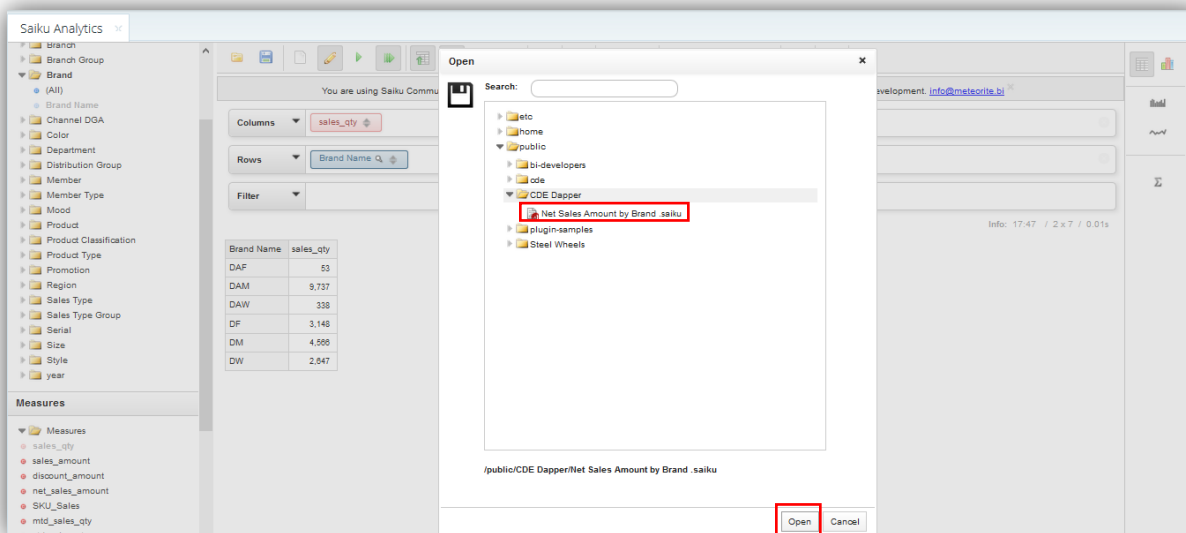 Saiku Analytics
Branch
Branch Group
Brand
(All)
Brand Name
Channel DGA
Color
Department
Distribution Group
Member
Member Type
Mood
Product
Product Classification
Product Type
Promotion
Region
Sales Type
Sales Type Group
Serial
Size
Style
year
Measures
Measures
sales_qty
sales_amount
discount_amount
net_sales_amount
SKU_Sales
mtd_sales_qty
You are using Saiku Commu
evelopment. info@meteorite.bi
Columns sales_qty
Rows Brand Name
Filter
Info: 17:47 / 2 x 7 / 0.01s
Brand Name sales_qty
DAF 53
DAM 9,737
DAW 338
DF 3,148
DM 4,566
DW 2,647
Open
Search:
etc
home
public
bi-developers
cde
CDE Dapper
Net Sales Amount by Brand .saiku
plugin-samples
Steel Wheels
/public/CDE Dapper/Net Sales Amount by Brand .saiku
Open Cancel